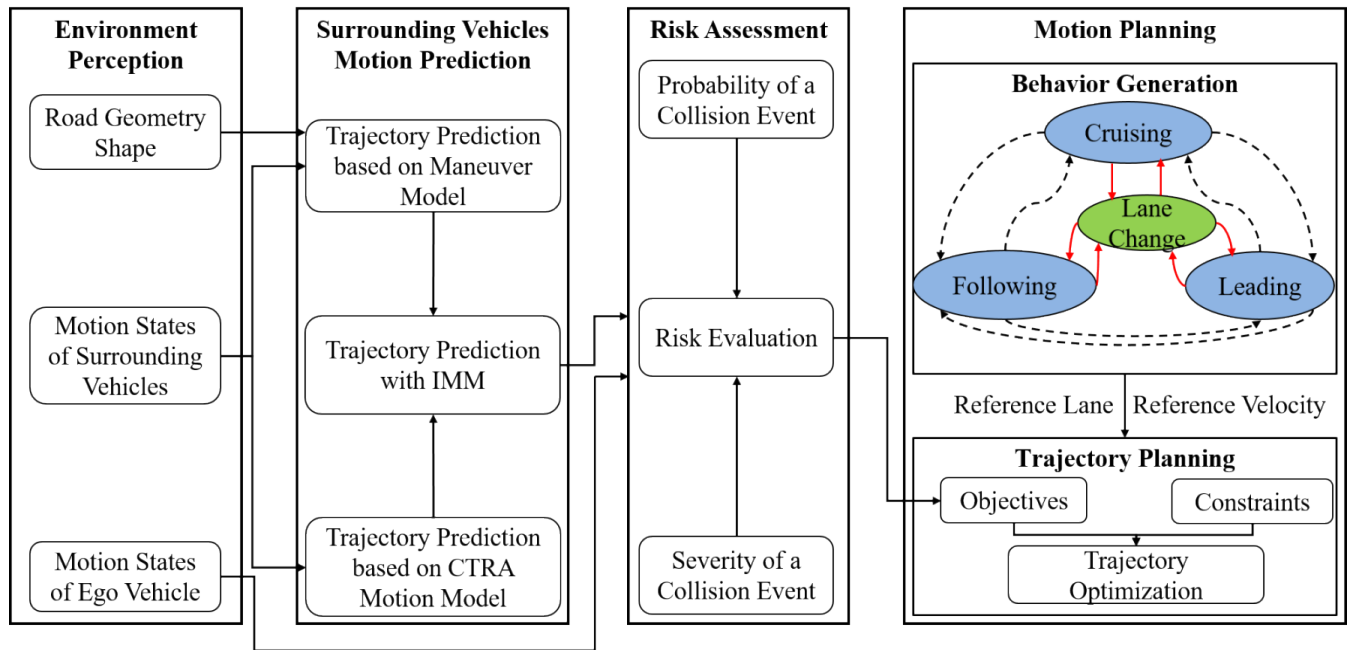 Environment
Perception
Road Geometry
Shape
Motion States
of Surrounding
Vehicles
Motion States
of Ego Vehicle
Surrounding Vehicles
Motion Prediction
Trajectory Prediction
based on Maneuver
Model
Trajectory Prediction
with IMM
Trajectory Prediction
based on CTRA
Motion Model
Risk Assessment
Probability of a
Collision Event
Risk Evaluation
Severity of a
Collision Event
Motion Planning
Behavior Generation
Cruising
Lane
Change
Following
Leading
Reference Lane
Reference Velocity
Trajectory Planning
Objectives
Constraints
Trajectory
Optimization